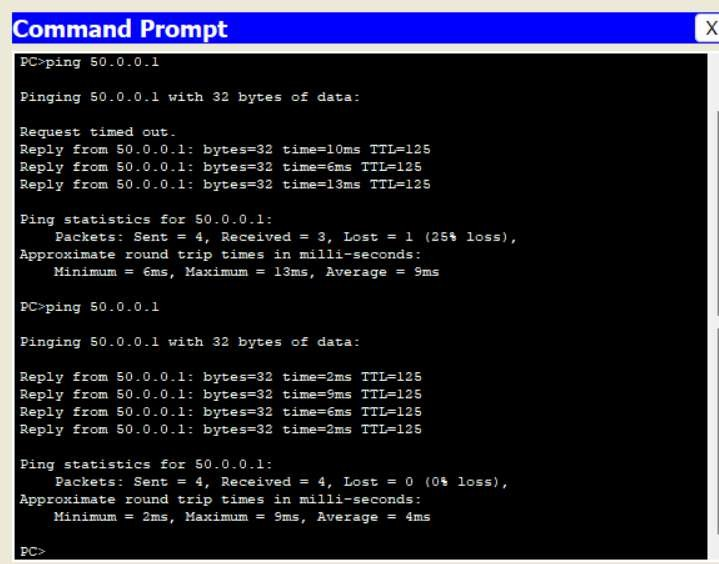 Command Prompt
X
PC>ping 50.0.0.1
Pinging 50.0.0.1 with 32 bytes of data:
Request timed out.
Reply from 50.0.0.1: bytes=32 time=10ms TTL=125
Reply from 50.0.0.1: bytes=32 time=6ms TTL=125
Reply from 50.0.0.1: bytes=32 time=13ms TTL=125
Ping statistics for 50.0.0.1:
Packets: Sent = 4, Received = 3, Lost = 1 (25% loss),
Approximate round trip times in milli-seconds:
Minimum = 6ms, Maximum = 13ms, Average = 9ms
PC>ping 50.0.0.1
Pinging 50.0.0.1 with 32 bytes of data:
Reply from 50.0.0.1: bytes=32 time=2ms TTL=125
Reply from 50.0.0.1: bytes=32 time=9ms TTL=125
Reply from 50.0.0.1: bytes=32 time=6ms TTL=125
Reply from 50.0.0.1: bytes=32 time=2ms TTL=125
Ping statistics for 50.0.0.1:
Packets: Sent = 4, Received = 4, Lost = 0 (0% loss),
Approximate round trip times in milli-seconds:
Minimum = 2ms, Maximum = 9ms, Average = 4ms
PC>